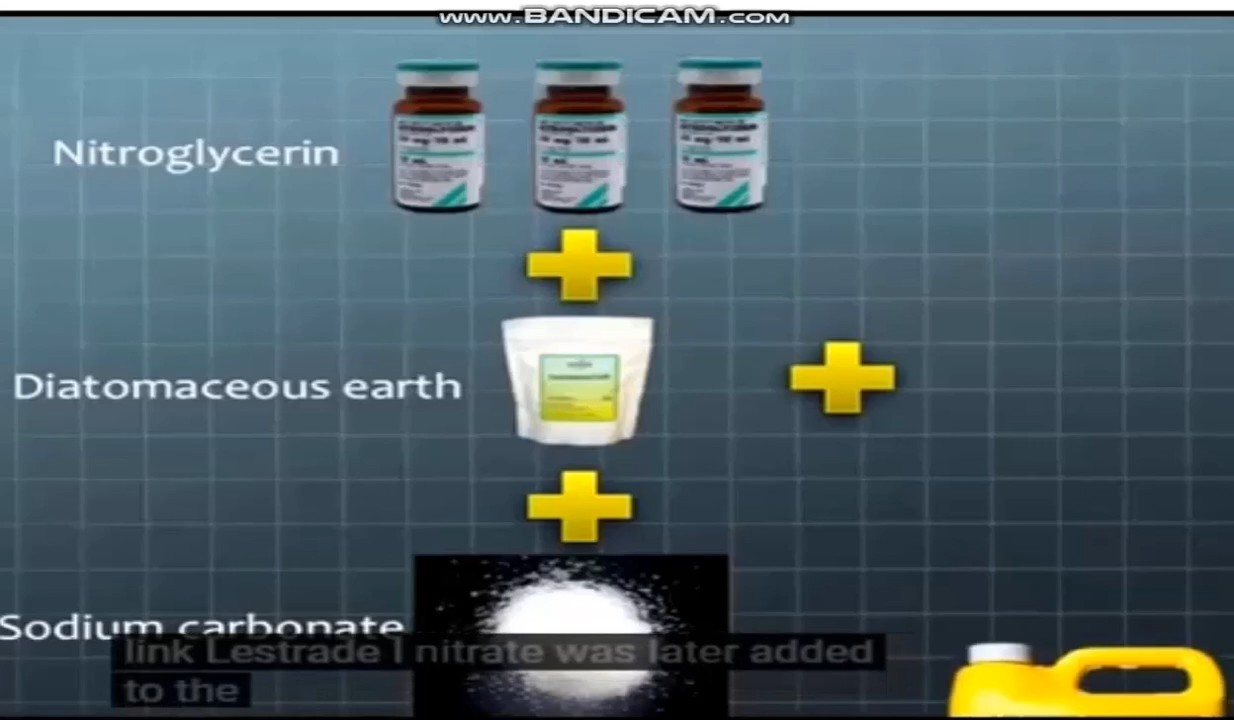 WWW.BANDICAM.COM
Nitroglycerin
Diatomaceous earth
Sodium carbonate
link Lestrade l nitrate was later added
to the